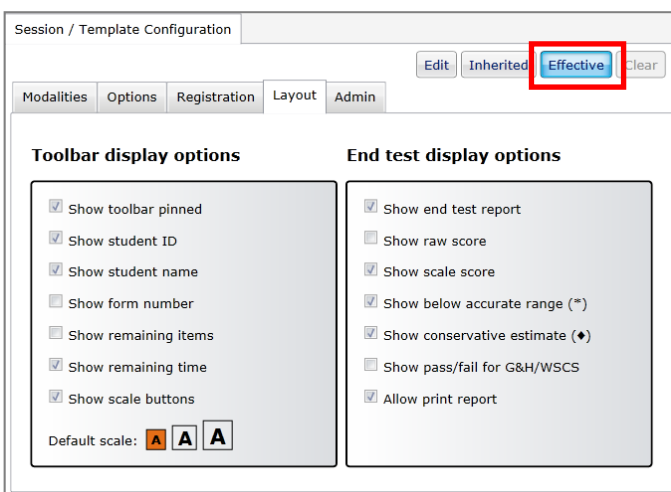 Session / Template Configuration
Edit Inherited Effective Clear
Modalities Options Registration Layout Admin
Toolbar display options
Show toolbar pinned
Show student ID
Show student name
Show form number
Show remaining items
Show remaining time
Show scale buttons
Default scale: A A A
End test display options
Show end test report
Show raw score
Show scale score
Show below accurate range (*)
Show conservative estimate (♦)
Show pass/fail for G&H/WSCS
Allow print report